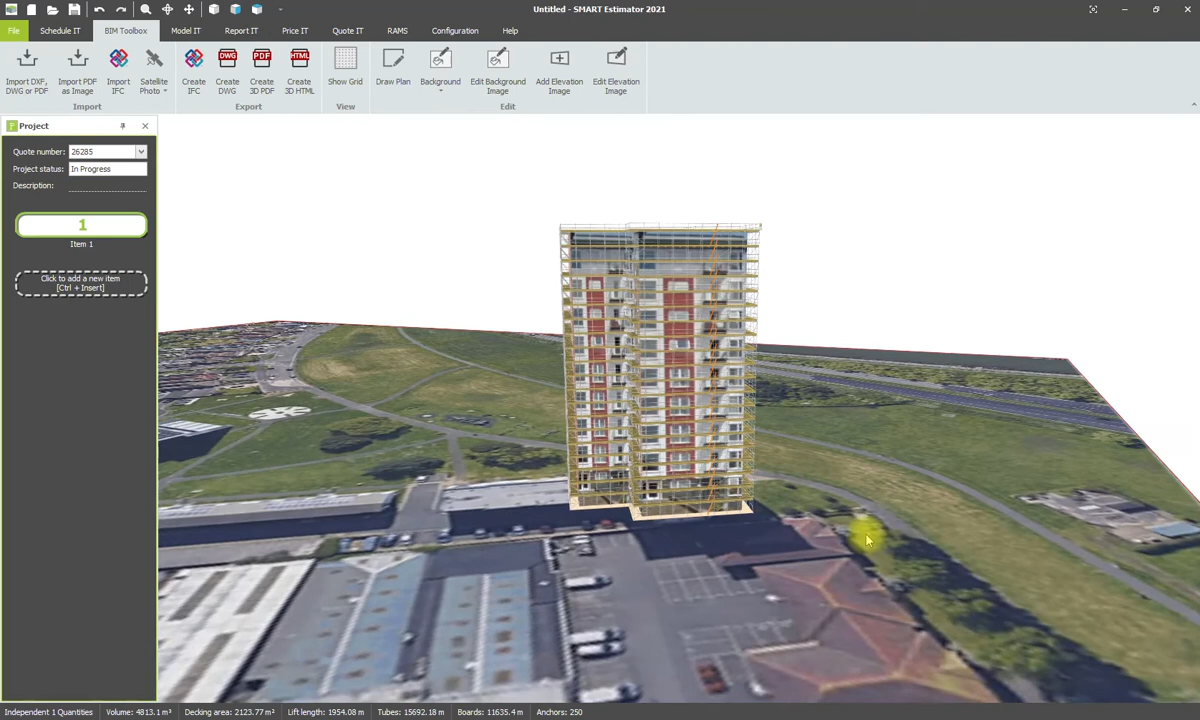 Untitled - SMART Estimator 2021
File Schedule IT BIM Toolbox Model IT Report IT Price IT Quote IT RAMS Configuration Help
Import DXF, DWG or PDF
Import PDF as Image
Import IFC
Satellite Photo
Create IFC
DWG
Create DWG
PDF
Create 3D PDF
HTML
Create 3D HTML
Show Grid
Draw Plan
Background
Edit Background Image
Add Elevation Image
Edit Elevation Image
Import Export View Edit
Project
Quote number: 26285
Project status: In Progress
Description:
1
Item 1
Click to add a new item
[Ctrl + Insert]
Independent 1 Quantities Volume: 4813.1 m³ Decking area: 2123.77 m² Lift length: 1954.08 m Tubes: 15692.18 m Boards: 11635.4 m Anchors: 250